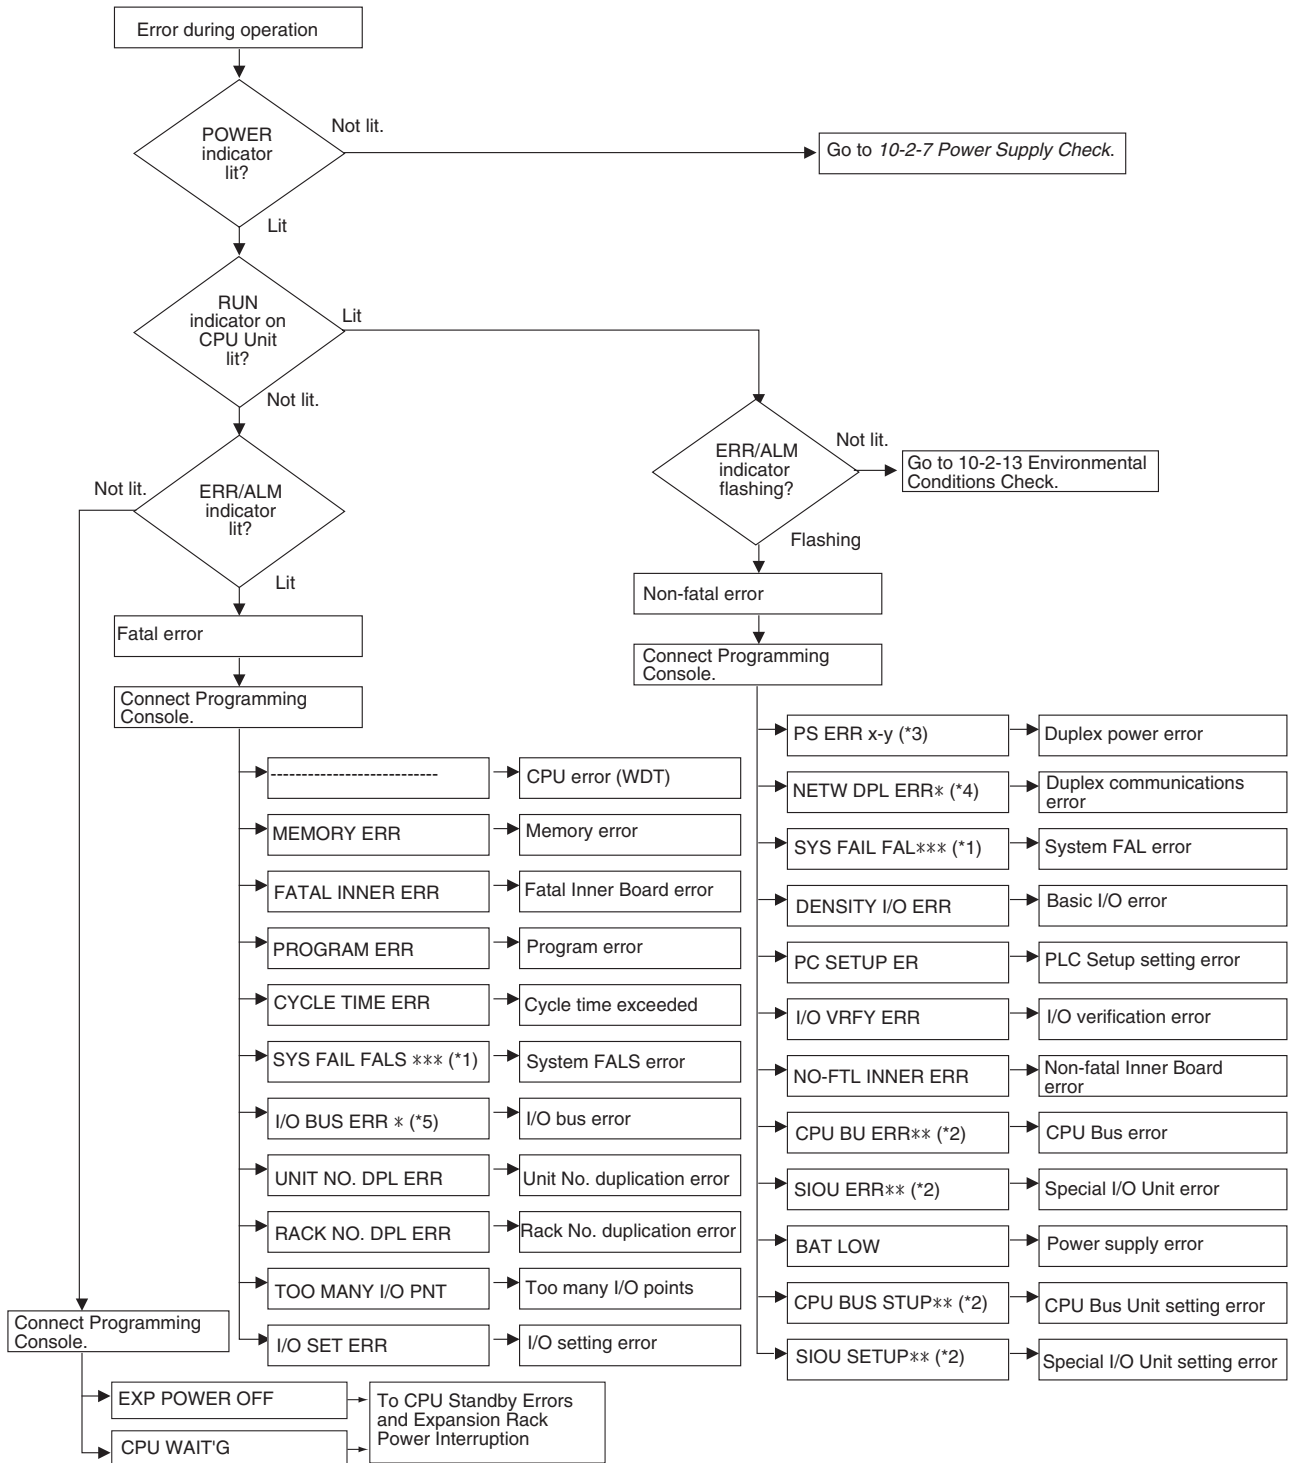 Error during operation
POWER
indicator
lit?
Not lit.
Go to 10-2-7 Power Supply Check.
Lit
RUN
indicator on
CPU Unit
lit?
Lit
Not lit.
ERR/ALM
indicator
lit?
Not lit.
Lit
ERR/ALM
indicator
flashing?
Not lit.
Go to 10-2-13 Environmental
Conditions Check.
Flashing
Fatal error
Connect Programming
Console.
--------------------------- CPU error (WDT)
MEMORY ERR Memory error
FATAL INNER ERR Fatal Inner Board error
PROGRAM ERR Program error
CYCLE TIME ERR Cycle time exceeded
SYS FAIL FALS *** (*1) System FALS error
I/O BUS ERR * (*5) I/O bus error
UNIT NO. DPL ERR Unit No. duplication error
RACK NO. DPL ERR Rack No. duplication error
TOO MANY I/O PNT Too many I/O points
I/O SET ERR I/O setting error
Non-fatal error
Connect Programming
Console.
PS ERR x-y (*3) Duplex power error
NETW DPL ERR* (*4) Duplex communications
error
SYS FAIL FAL*** (*1) System FAL error
DENSITY I/O ERR Basic I/O error
PC SETUP ER PLC Setup setting error
I/O VRFY ERR I/O verification error
NO-FTL INNER ERR Non-fatal Inner Board
error
CPU BU ERR** (*2) CPU Bus error
SIOU ERR** (*2) Special I/O Unit error
BAT LOW Power supply error
CPU BUS STUP** (*2) CPU Bus Unit setting error
SIOU SETUP** (*2) Special I/O Unit setting error
Connect Programming
Console.
EXP POWER OFF
CPU WAIT'G
To CPU Standby Errors
and Expansion Rack
Power Interruption